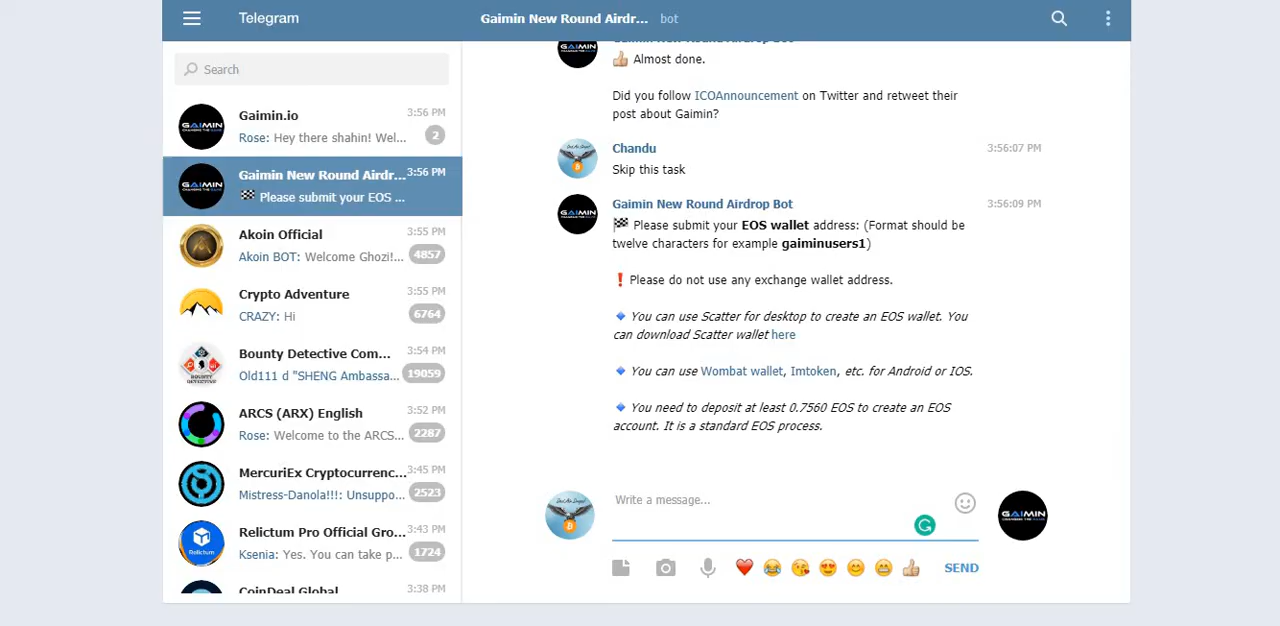 Telegram
Gaimin New Round Airdr... bot
Search
Gaimin.io 3:56 PM
Rose: Hey there shahin! Wel... 2
Gaimin New Round Airdr... 3:56 PM
Please submit your EOS ...
Akoin Official 3:55 PM
Akoin BOT: Welcome Ghozi!... 4857
Crypto Adventure 3:55 PM
CRAZY: Hi 6764
Bounty Detective Com... 3:54 PM
Old111 d "SHENG Ambassa... 19059
ARCS (ARX) English 3:52 PM
Rose: Welcome to the ARCS... 2287
MercuriEx Cryptocurrenc... 3:45 PM
Mistress-Danola!!!: Unsuppo... 2523
Relictum Pro Official Gro... 3:43 PM
Ksenia: Yes. You can take p... 1724
CoinDeal Global 3:38 PM
Gaimin New Round Airdrop Bot
👍 Almost done.
Did you follow ICOAnnouncement on Twitter and retweet their
post about Gaimin?
Chandu 3:56:07 PM
Skip this task
Gaimin New Round Airdrop Bot 3:56:09 PM
🏁 Please submit your EOS wallet address: (Format should be
twelve characters for example gaiminusers1)
❗ Please do not use any exchange wallet address.
🔹 You can use Scatter for desktop to create an EOS wallet. You
can download Scatter wallet here
🔹 You can use Wombat wallet, Imtoken, etc. for Android or IOS.
🔹 You need to deposit at least 0.7560 EOS to create an EOS
account. It is a standard EOS process.
Write a message...
SEND
GAIMIN
BOUNTY
DETECTIVE
Relictum